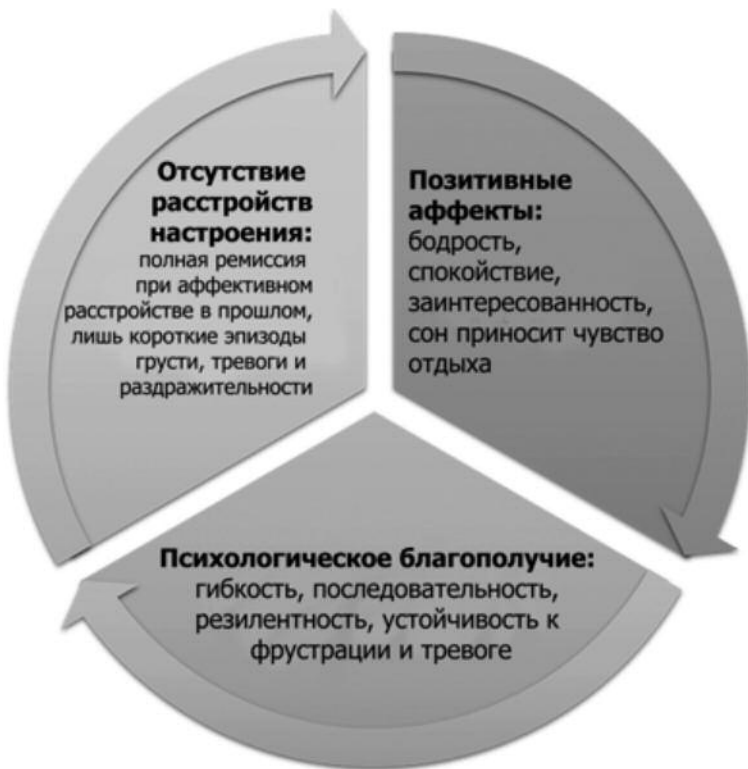 Отсутствие
расстройств
настроения:
полная ремиссия
при аффективном
расстройстве в прошлом,
лишь короткие эпизоды
грусти, тревоги и
раздражительности
Позитивные
аффекты:
бодрость,
спокойствие,
заинтересованность,
сон приносит чувство
отдыха
Психологическое благополучие:
гибкость, последовательность,
резилентность, устойчивость к
фрустрации и тревоге